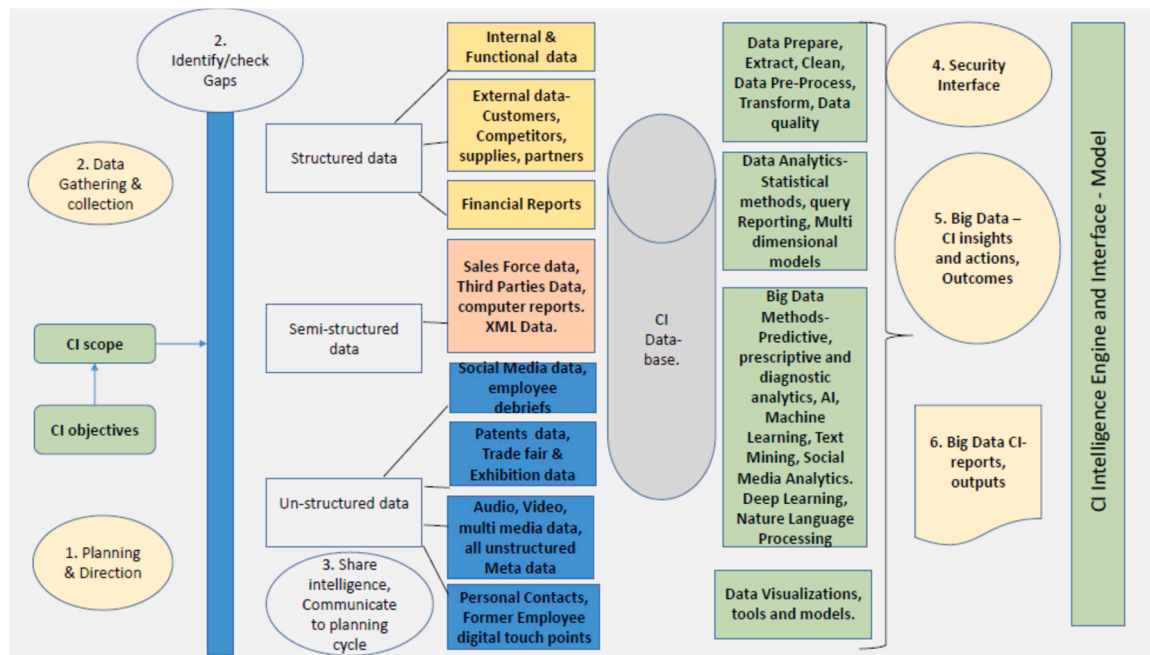 2.
Identify/check
Gaps
2. Data
Gathering &
collection
CI scope
CI objectives
1. Planning
& Direction
Structured data
Semi-structured
data
Un-structured data
3. Share
intelligence,
Communicate
to planning
cycle
Internal &
Functional data
External data-
Customers,
Competitors,
supplies, partners
Financial Reports
Sales Force data,
Third Parties Data,
computer reports.
XML Data.
Social Media data,
employee
debriefs
Patents data,
Trade fair &
Exhibition data
Audio, Video,
multi media data,
all unstructured
Meta data
Personal Contacts,
Former Employee
digital touch points
CI
Data-
base.
Data Prepare,
Extract, Clean,
Data Pre-Process,
Transform, Data
quality
Data Analytics-
Statistical
methods, query
Reporting, Multi
dimensional
models
Big Data
Methods-
Predictive,
prescriptive and
diagnostic
analytics, AI,
Machine
Learning, Text
Mining, Social
Media Analytics.
Deep Learning,
Nature Language
Processing
Data Visualizations,
tools and models.
4. Security
Interface
5. Big Data –
CI insights
and actions,
Outcomes
6. Big Data CI-
reports,
outputs
CI Intelligence Engine and Interface - Model